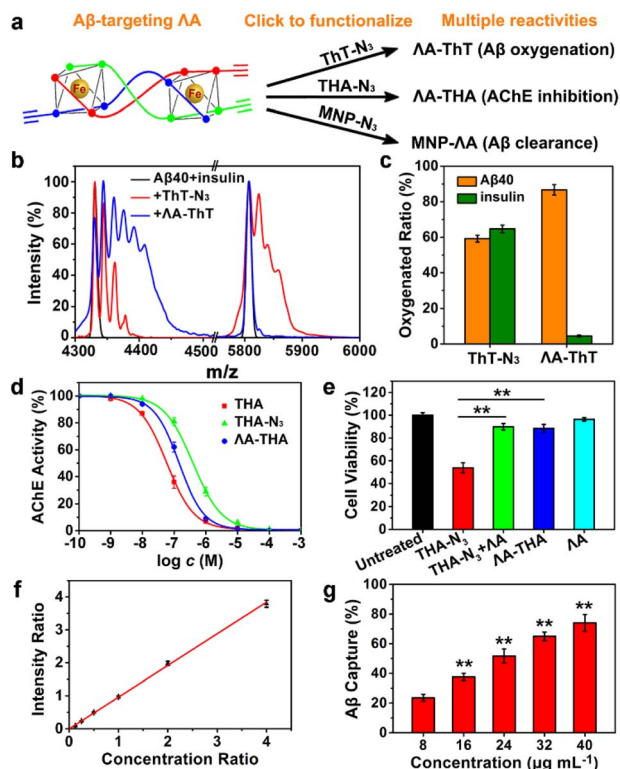 a
Aβ-targeting ΛA
Click to functionalize
Multiple reactivities
Fe
Fe
ThT-N₃
THA-N₃
MNP-N₃
ΛA-ThT (Aβ oxygenation)
ΛA-THA (AChE inhibition)
MNP-ΛA (Aβ clearance)
b
Intensity (%)
100
80
60
40
20
0
Aβ40+insulin
+ThT-N₃
+ΛA-ThT
4300
4400
4500
5800
5900
6000
m/z
c
Oxygenated Ratio (%)
100
80
60
40
20
0
Aβ40
insulin
ThT-N₃
ΛA-ThT
d
AChE Activity (%)
100
80
60
40
20
0
THA
THA-N₃
ΛA-THA
-10
-9
-8
-7
-6
-5
-4
-3
log c (M)
e
Cell Viability (%)
120
100
80
60
40
20
0
**
**
Untreated
THA-N₃
THA-N₃+ΛA
ΛA-THA
ΛA
f
Intensity Ratio
4
3
2
1
0
0
1
2
3
4
Concentration Ratio
g
Aβ Capture (%)
100
80
60
40
20
0
**
**
**
**
8
16
24
32
40
Concentration (μg mL⁻¹)